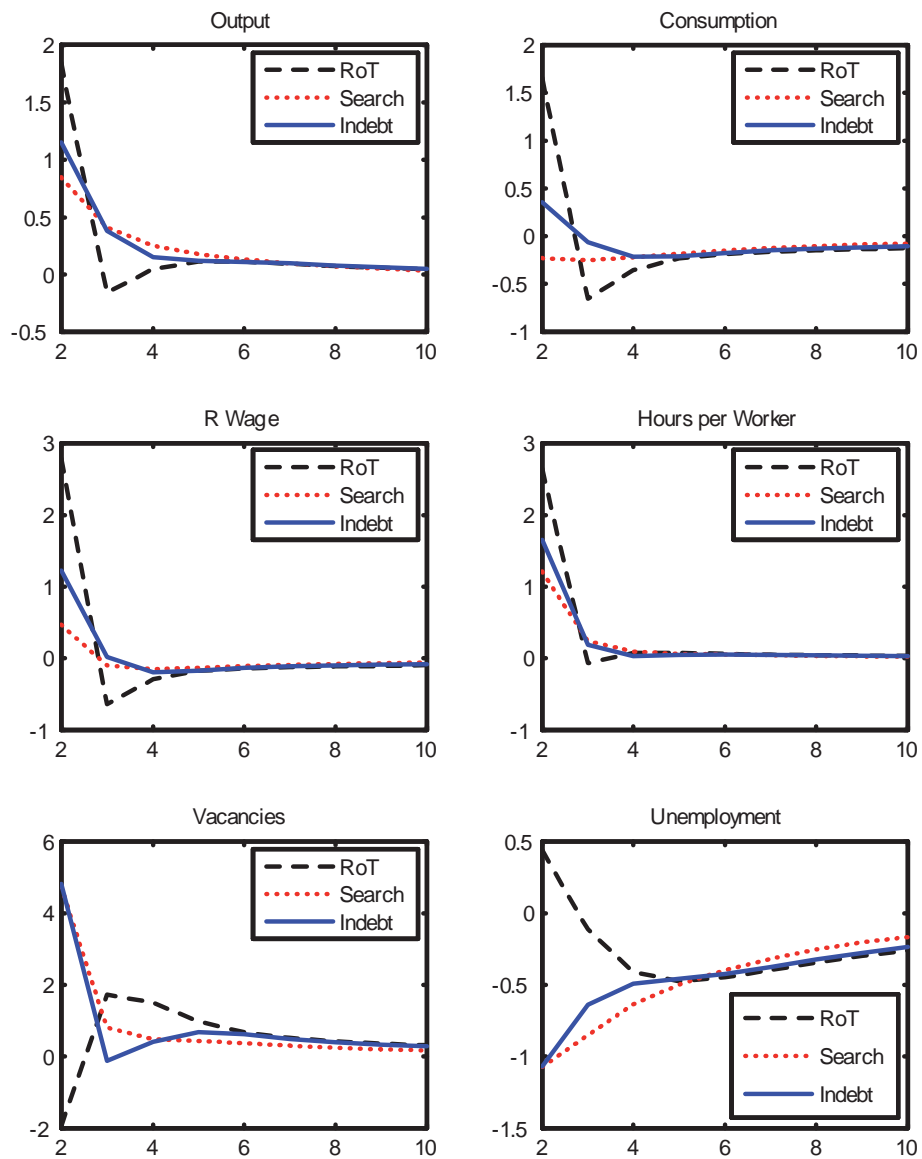 Output
2
1.5
1
0.5
0
-0.5
2 4 6 8 10
RoT
Search
Indebt
Consumption
2
1.5
1
0.5
0
-0.5
-1
2 4 6 8 10
RoT
Search
Indebt
R Wage
3
2
1
0
-1
2 4 6 8 10
RoT
Search
Indebt
Hours per Worker
3
2
1
0
-1
2 4 6 8 10
RoT
Search
Indebt
Vacancies
6
4
2
0
-2
2 4 6 8 10
RoT
Search
Indebt
Unemployment
0.5
0
-0.5
-1
-1.5
2 4 6 8 10
RoT
Search
Indebt